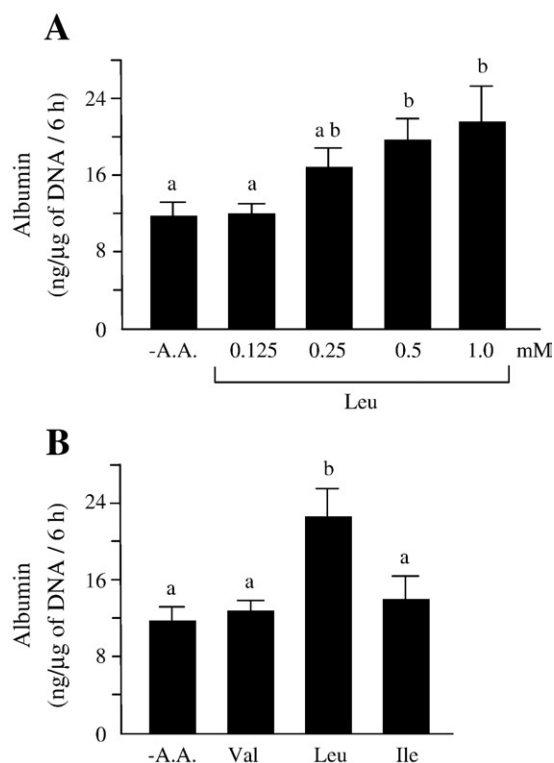 A
Albumin
(ng/µg of DNA / 6 h)
24
16
8
0
a
a
a b
b
b
-A.A.
0.125
0.25
0.5
1.0
mM
Leu
B
Albumin
(ng/µg of DNA / 6 h)
24
16
8
0
a
a
b
a
-A.A.
Val
Leu
Ile